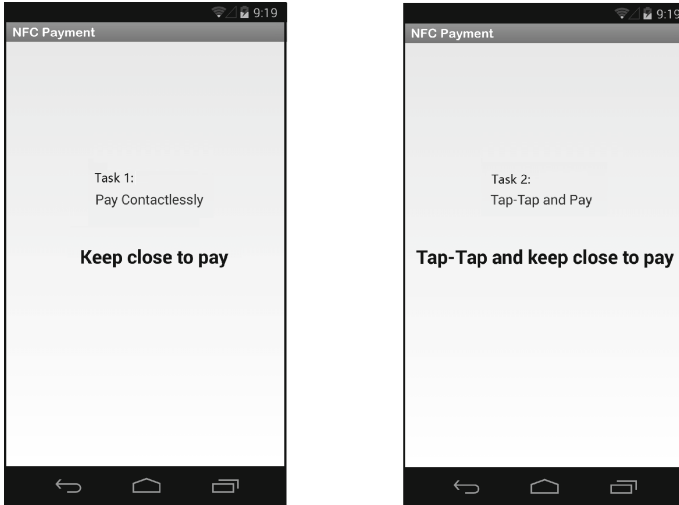 9:19
NFC Payment
Task 1:
Pay Contactlessly
Keep close to pay
9:19
NFC Payment
Task 2:
Tap-Tap and Pay
Tap-Tap and keep close to pay